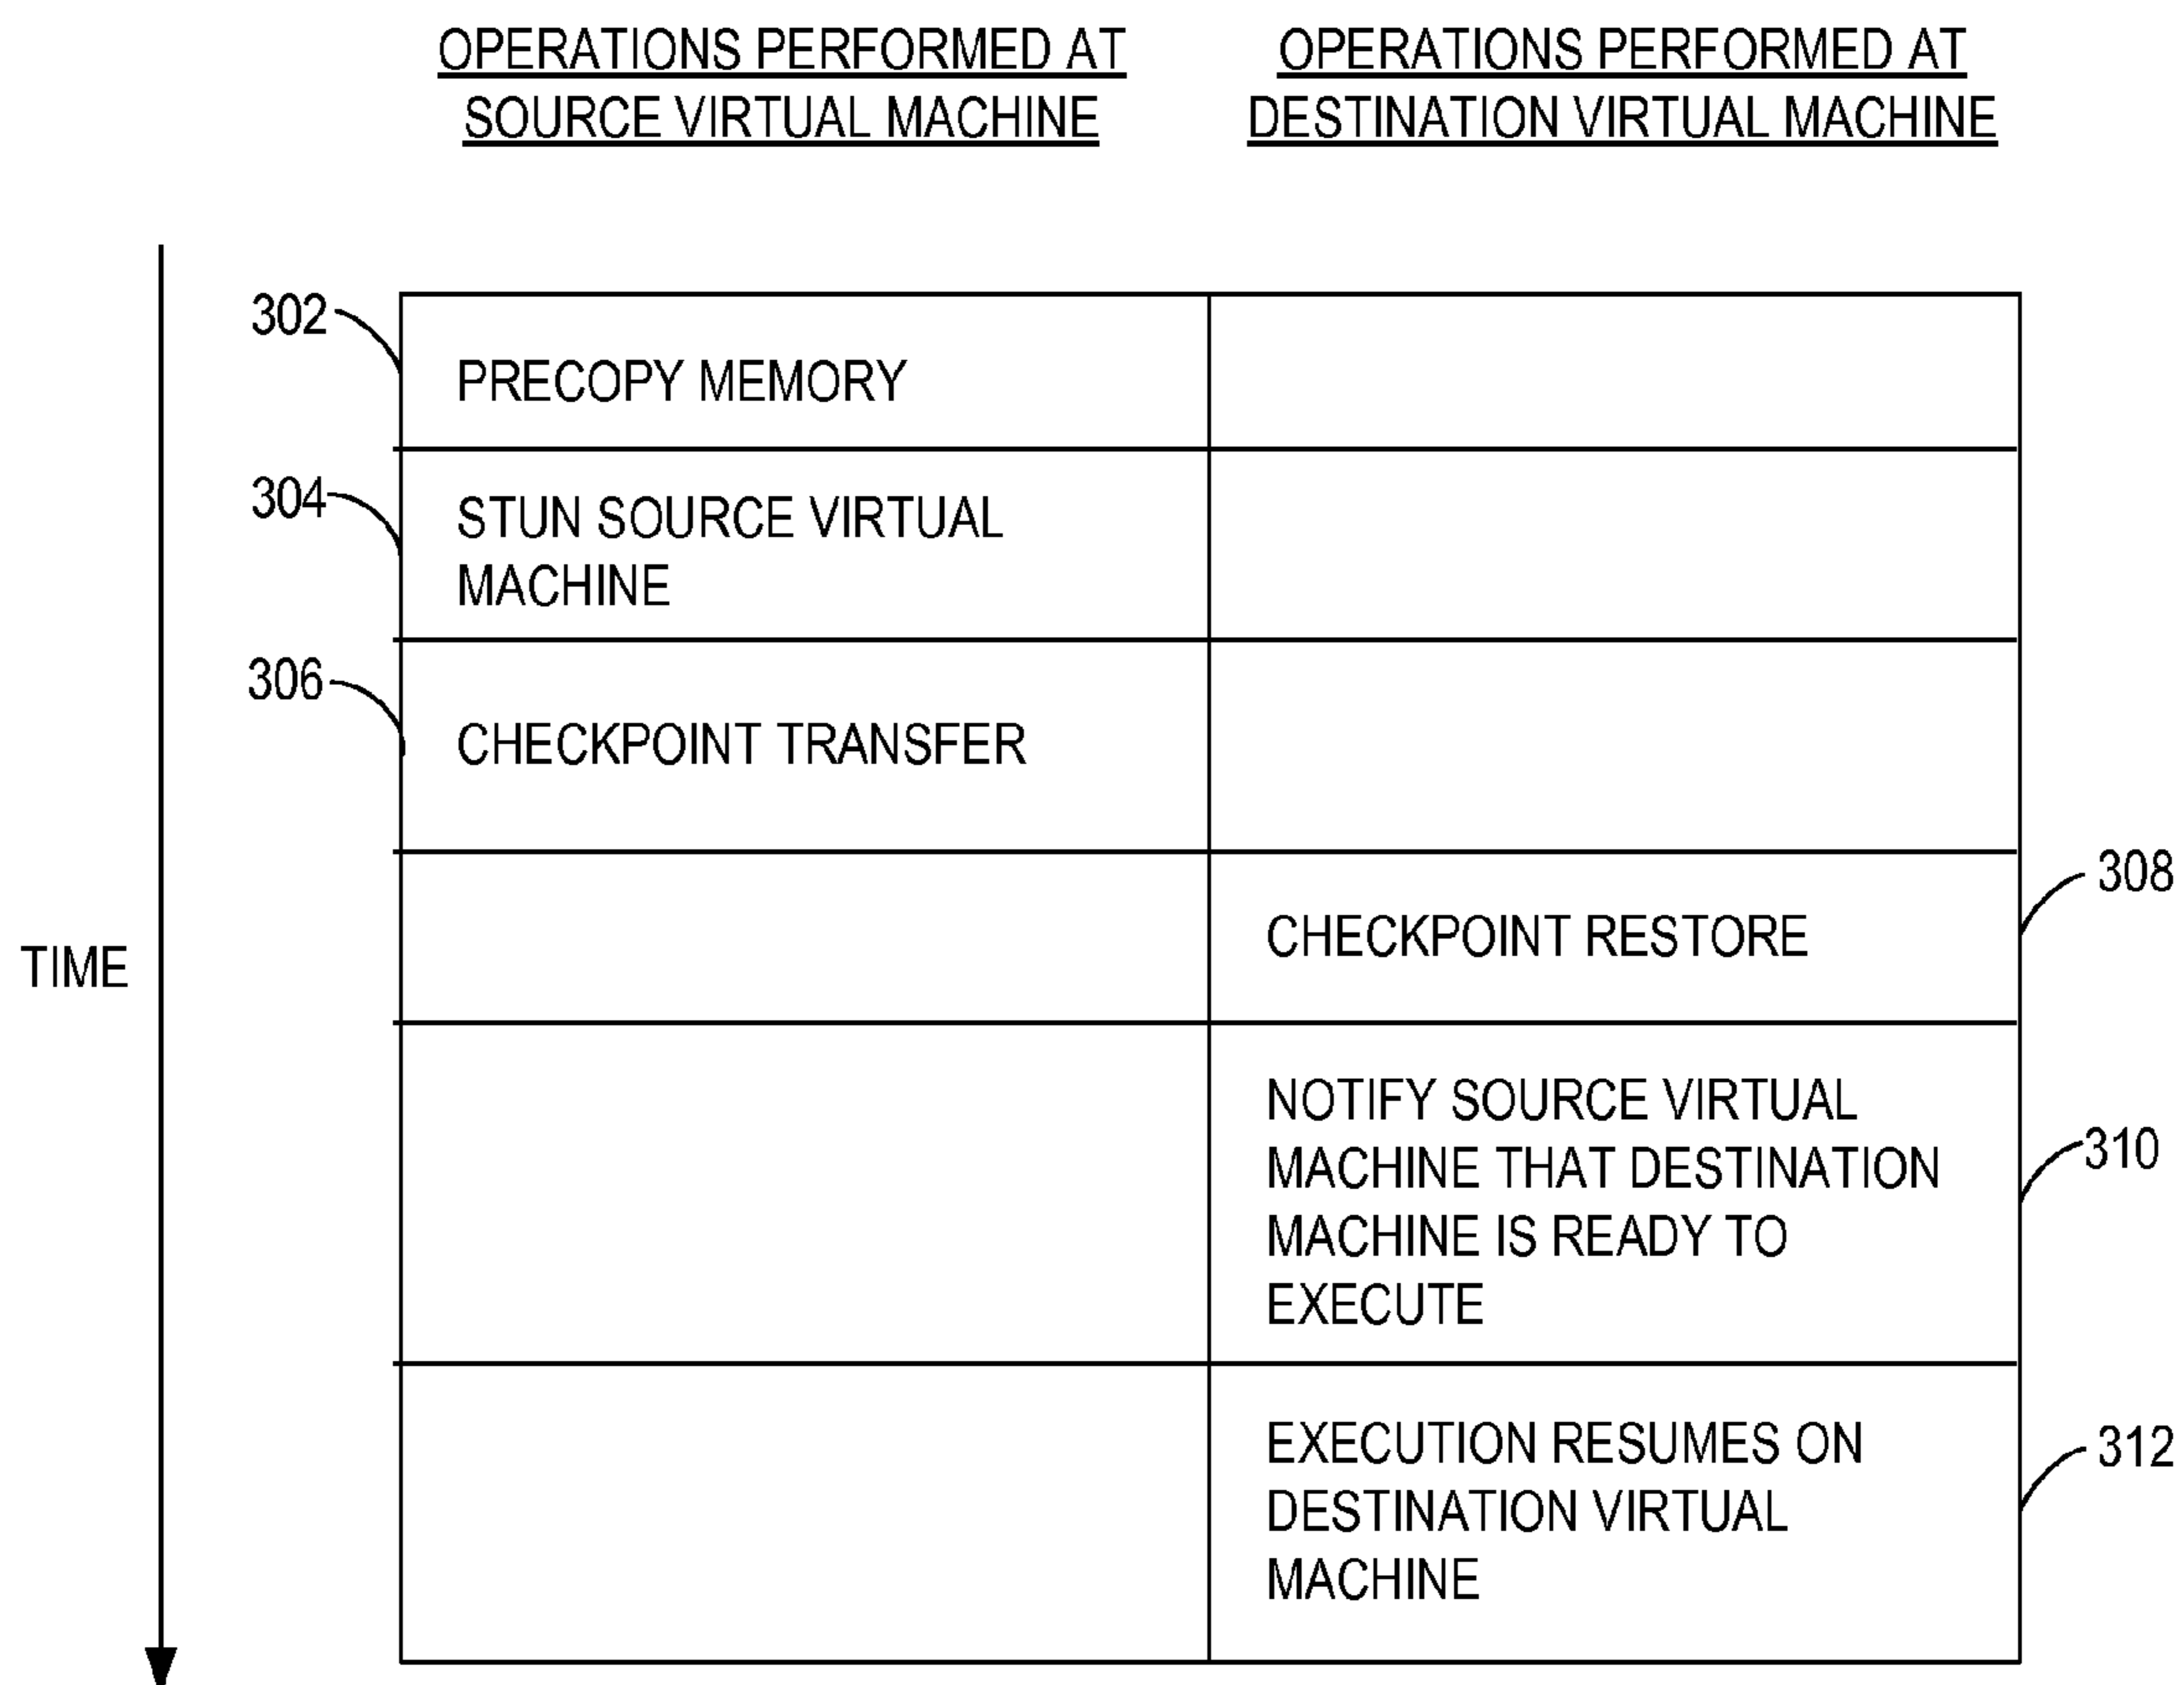 OPERATIONS PERFORMED AT
SOURCE VIRTUAL MACHINE
OPERATIONS PERFORMED AT
DESTINATION VIRTUAL MACHINE
302
PRECOPY MEMORY
304
STUN SOURCE VIRTUAL
MACHINE
306
CHECKPOINT TRANSFER
308
CHECKPOINT RESTORE
TIME
NOTIFY SOURCE VIRTUAL
MACHINE THAT DESTINATION
MACHINE IS READY TO
EXECUTE
310
EXECUTION RESUMES ON
DESTINATION VIRTUAL
MACHINE
312